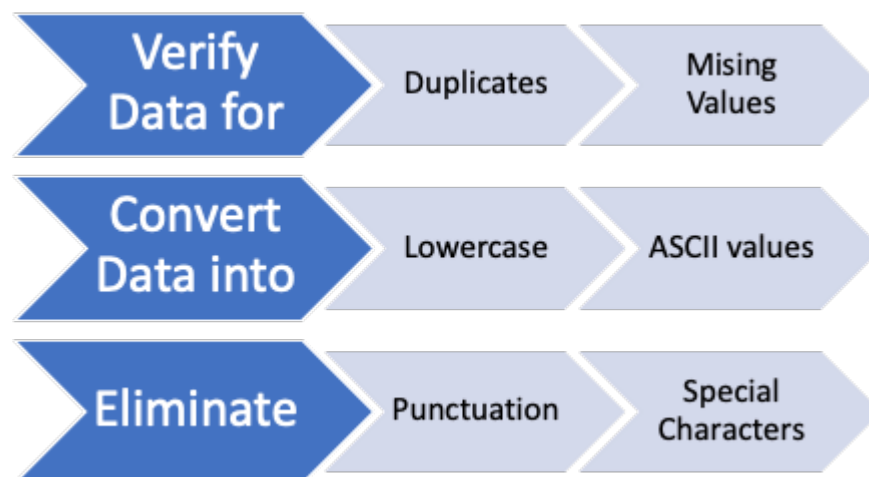 Verify
Data for
Duplicates
Mising
Values
Convert
Data into
Lowercase
ASCII values
Eliminate
Punctuation
Special
Characters